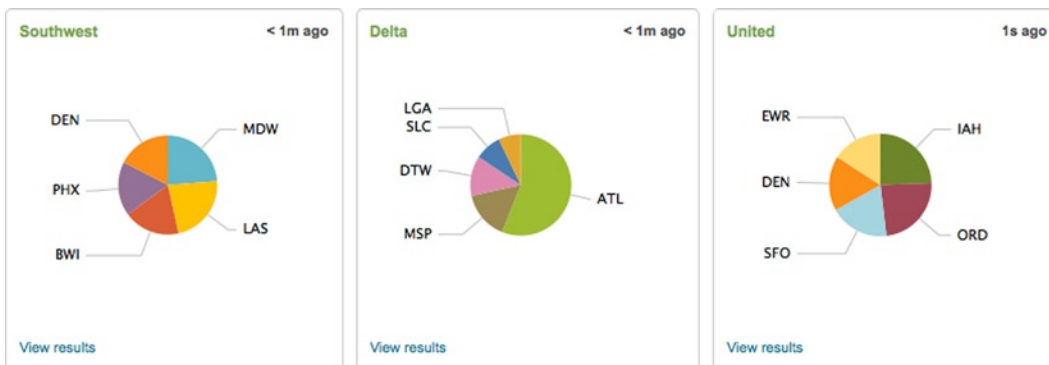 Southwest
< 1m ago
DEN
MDW
PHX
LAS
BWI
View results
Delta
< 1m ago
LGA
SLC
DTW
ATL
MSP
View results
United
1s ago
EWR
IAH
DEN
ORD
SFO
View results